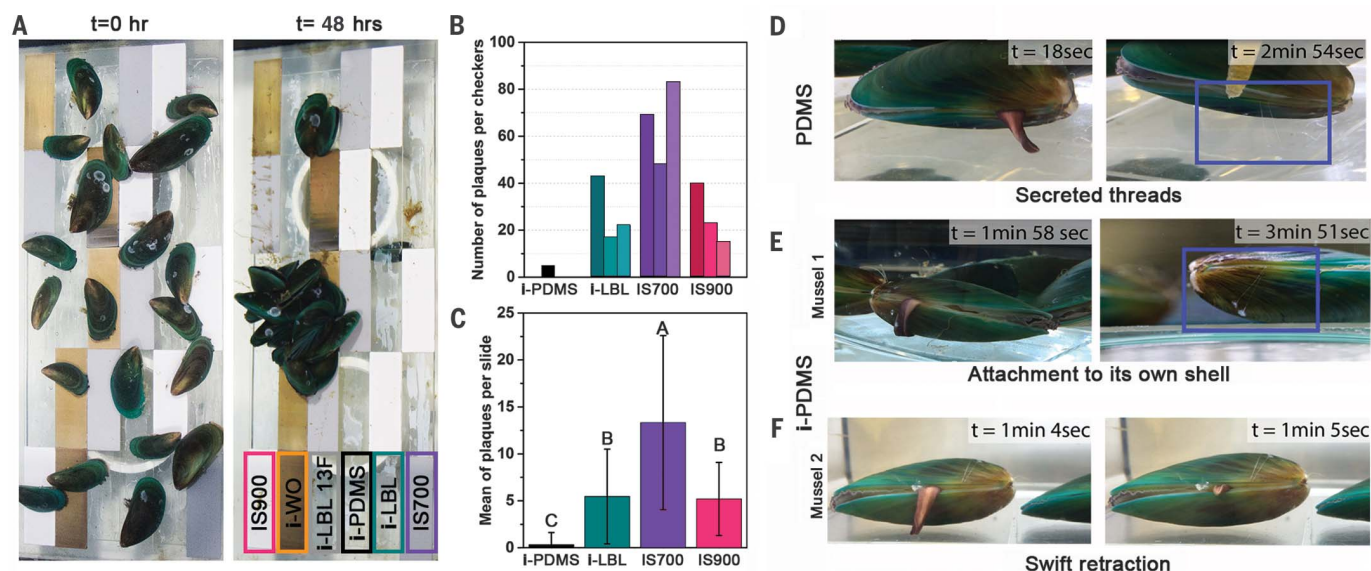 A
t=0 hr
t= 48 hrs
IS900
i-WO
i-LBL 13F
i-PDMS
i-LBL
IS700
B
Number of plaques per checkers
100
80
60
40
20
0
i-PDMS
i-LBL
IS700
IS900
C
Mean of plaques per slide
25
20
15
10
5
0
C
B
A
B
i-PDMS
i-LBL
IS700
IS900
D
PDMS
t = 18sec
t = 2min 54sec
Secreted threads
E
i-PDMS
Mussel 1
t = 1min 58 sec
t = 3min 51sec
Attachment to its own shell
F
Mussel 2
t = 1min 4sec
t = 1min 5sec
Swift retraction